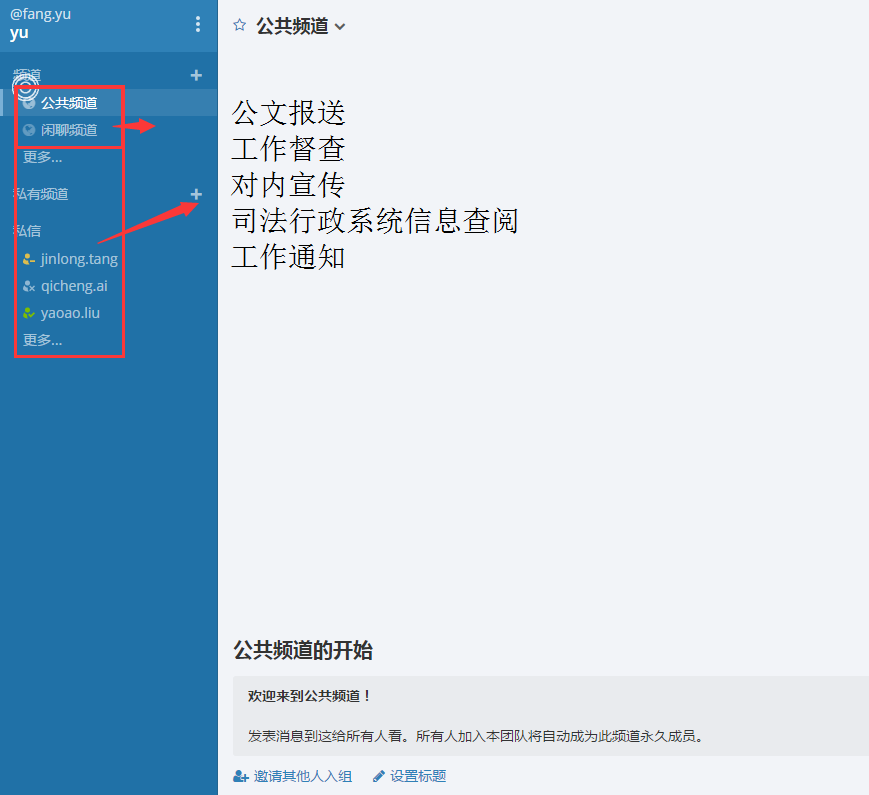 @fang.yu
yu
频道
公共频道
闲聊频道
更多...
私有频道
私信
jinlong.tang
qicheng.ai
yaoao.liu
更多...
公共频道
公文报送
工作督查
对内宣传
司法行政系统信息查阅
工作通知
公共频道的开始
欢迎来到公共频道！
发表消息到这给所有人看。所有人加入本团队将自动成为此频道永久成员。
邀请其他人入组 设置标题